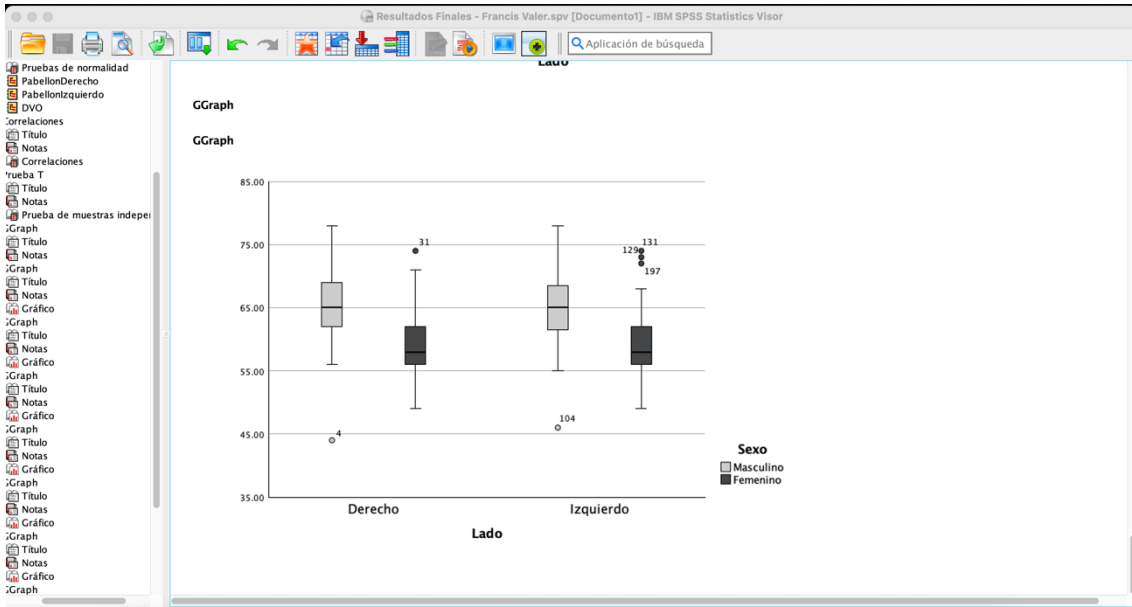 Resultados Finales - Francis Valer.spv [Documento1] - IBM SPSS Statistics Visor
Aplicación de búsqueda
Pruebas de normalidad
PabellonDerecho
PabellonIzquierdo
DVO
Correlaciones
Título
Notas
Correlaciones
Prueba T
Título
Notas
Prueba de muestras indeper
GGraph
Título
Notas
GGraph
Título
Notas
Gráfico
GGraph
Título
Notas
Gráfico
GGraph
Título
Notas
Gráfico
GGraph
Título
Notas
Gráfico
GGraph
Título
Notas
Gráfico
GGraph
Título
Notas
Gráfico
GGraph
Lado
GGraph
GGraph
85.00
75.00
65.00
55.00
45.00
35.00
31
4
129
131
197
104
Derecho
Izquierdo
Lado
Sexo
Masculino
Femenino